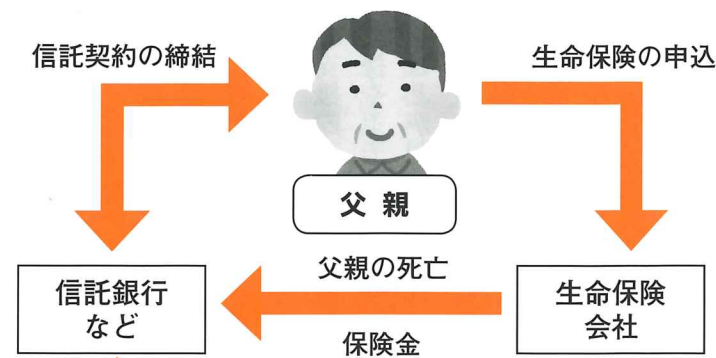 信託契約の締結
生命保険の申込
父親
信託銀行
など
父親の死亡
保険金
生命保険
会社